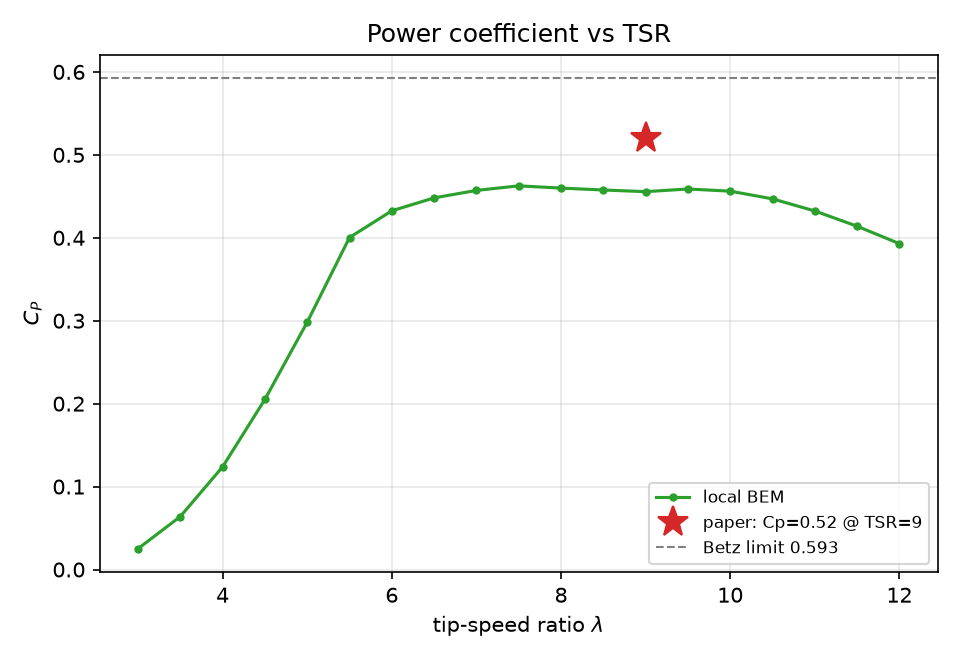 Power coefficient vs TSR
0.6
0.5
0.4
0.3
0.2
0.1
0.0
C_P
4
6
8
10
12
tip-speed ratio λ
local BEM
paper: Cp=0.52 @ TSR=9
Betz limit 0.593